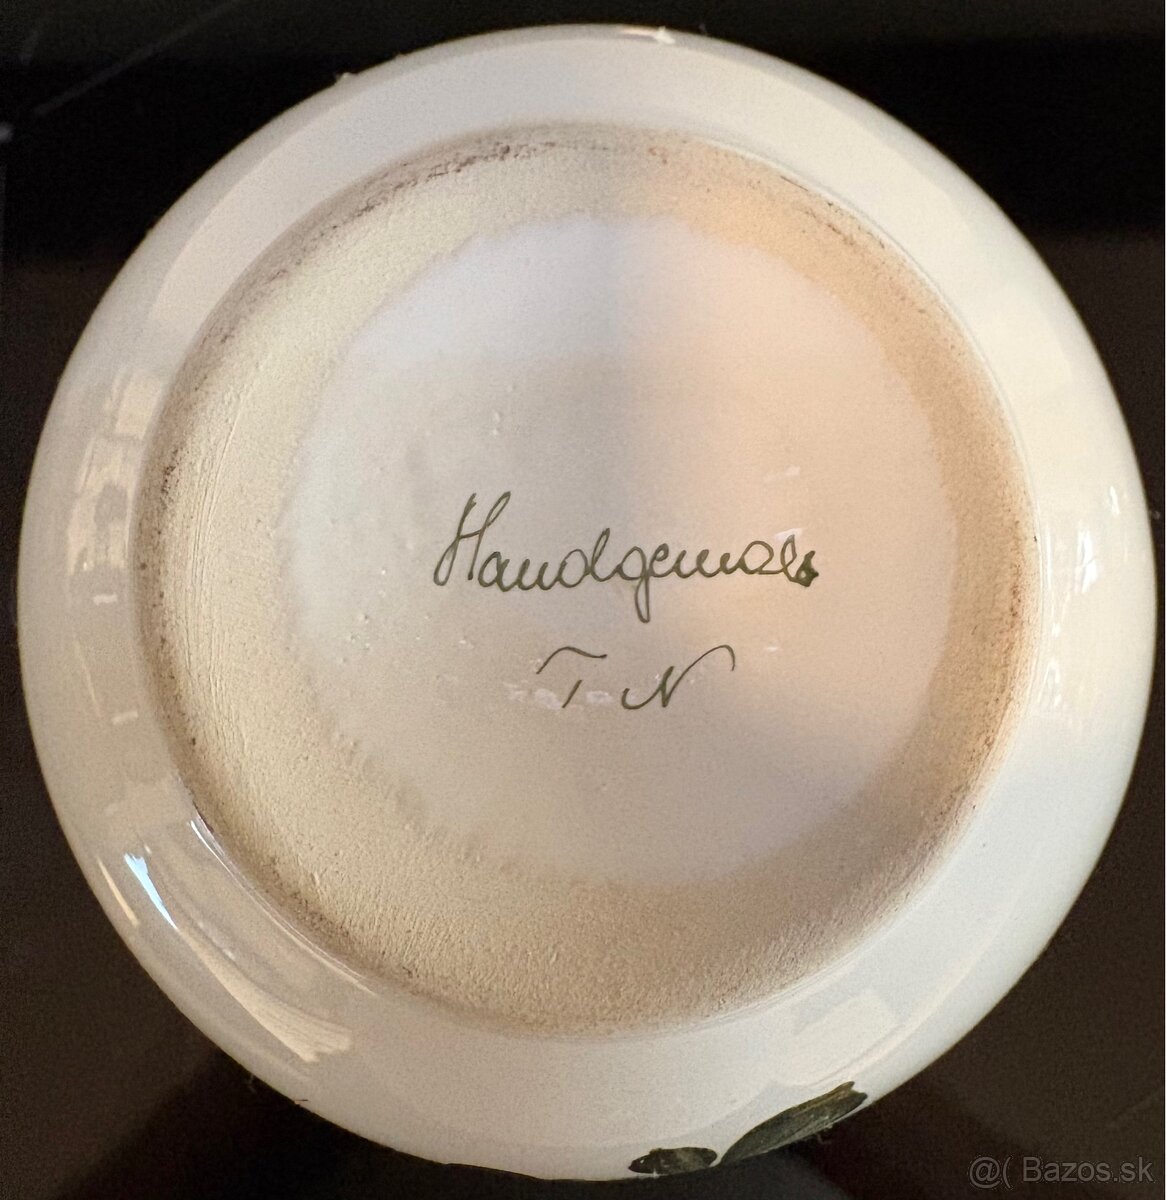 Handgemalt
T N
@( Bazos.sk